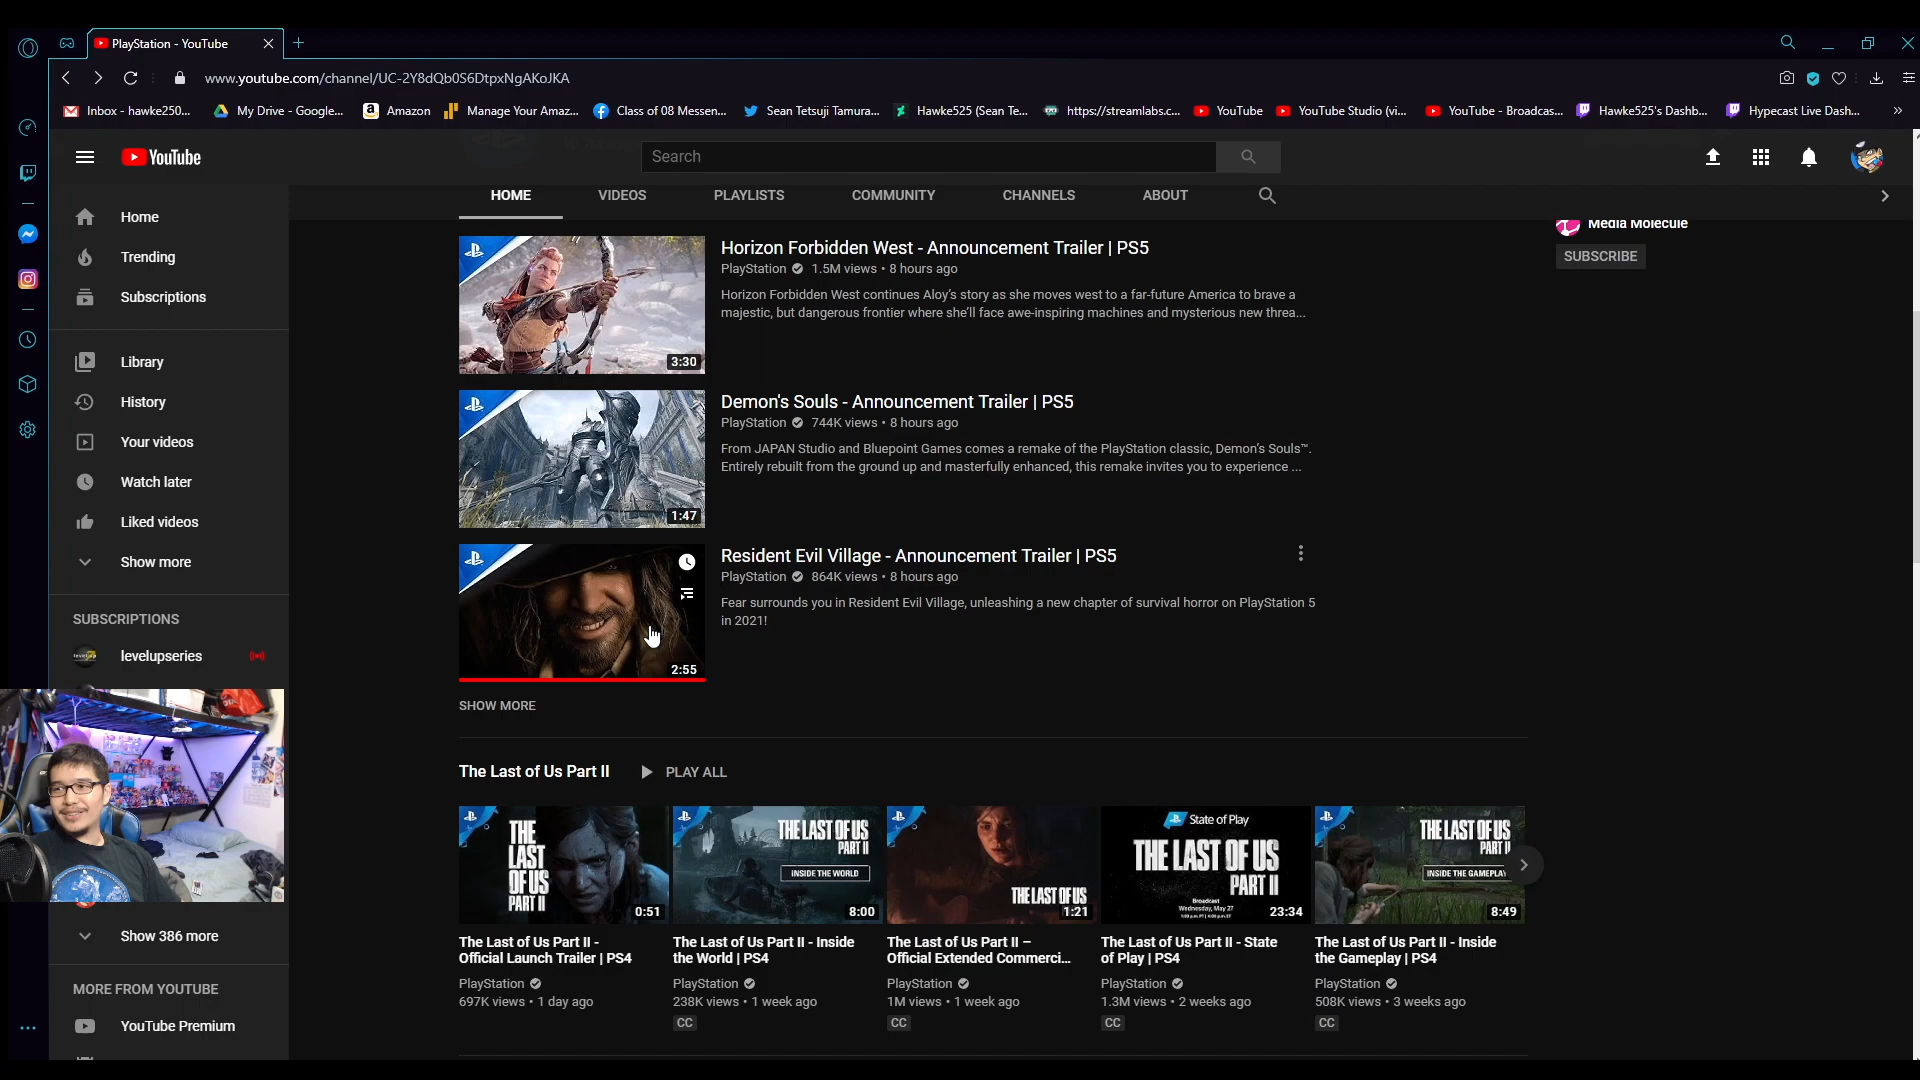 PlayStation - YouTube
www.youtube.com/channel/UC-2Y8dQb0S6DtpxNgAKoJKA
Inbox - hawke250...
My Drive - Google...
Amazon
Manage Your Amaz...
Class of 08 Messen...
Sean Tetsuji Tamura...
Hawke525 (Sean Te...
https://streamlabs.c...
YouTube
YouTube Studio (vi...
YouTube - Broadcas...
Hawke525's Dashb...
Hypecast Live Dash...
YouTube
Search
HOME
VIDEOS
PLAYLISTS
COMMUNITY
CHANNELS
ABOUT
Home
Trending
Subscriptions
Library
History
Your videos
Watch later
Liked videos
Show more
SUBSCRIPTIONS
levelupseries
Show 386 more
MORE FROM YOUTUBE
YouTube Premium
Media Molecule
SUBSCRIBE
3:30
Horizon Forbidden West - Announcement Trailer | PS5
PlayStation 1.5M views • 8 hours ago
Horizon Forbidden West continues Aloy's story as she moves west to a far-future America to brave a
majestic, but dangerous frontier where she'll face awe-inspiring machines and mysterious new threa...
1:47
Demon's Souls - Announcement Trailer | PS5
PlayStation 744K views • 8 hours ago
From JAPAN Studio and Bluepoint Games comes a remake of the PlayStation classic, Demon's Souls™.
Entirely rebuilt from the ground up and masterfully enhanced, this remake invites you to experience ...
2:55
Resident Evil Village - Announcement Trailer | PS5
PlayStation 864K views • 8 hours ago
Fear surrounds you in Resident Evil Village, unleashing a new chapter of survival horror on PlayStation 5
in 2021!
SHOW MORE
The Last of Us Part II
PLAY ALL
THE
LAST
OF US
PART II
0:51
The Last of Us Part II -
Official Launch Trailer | PS4
PlayStation
697K views • 1 day ago
THE LAST OF US
PART II
INSIDE THE WORLD
8:00
The Last of Us Part II - Inside
the World | PS4
PlayStation
238K views • 1 week ago
CC
THE LAST OF US
1:21
The Last of Us Part II –
Official Extended Commerci...
PlayStation
1M views • 1 week ago
CC
State of Play
THE LAST OF US
PART II
Broadcast
Wednesday, May 27
23:34
The Last of Us Part II - State
of Play | PS4
PlayStation
1.3M views • 2 weeks ago
CC
THE LAST OF US
PART II
INSIDE THE GAMEPLAY
8:49
The Last of Us Part II - Inside
the Gameplay | PS4
PlayStation
508K views • 3 weeks ago
CC